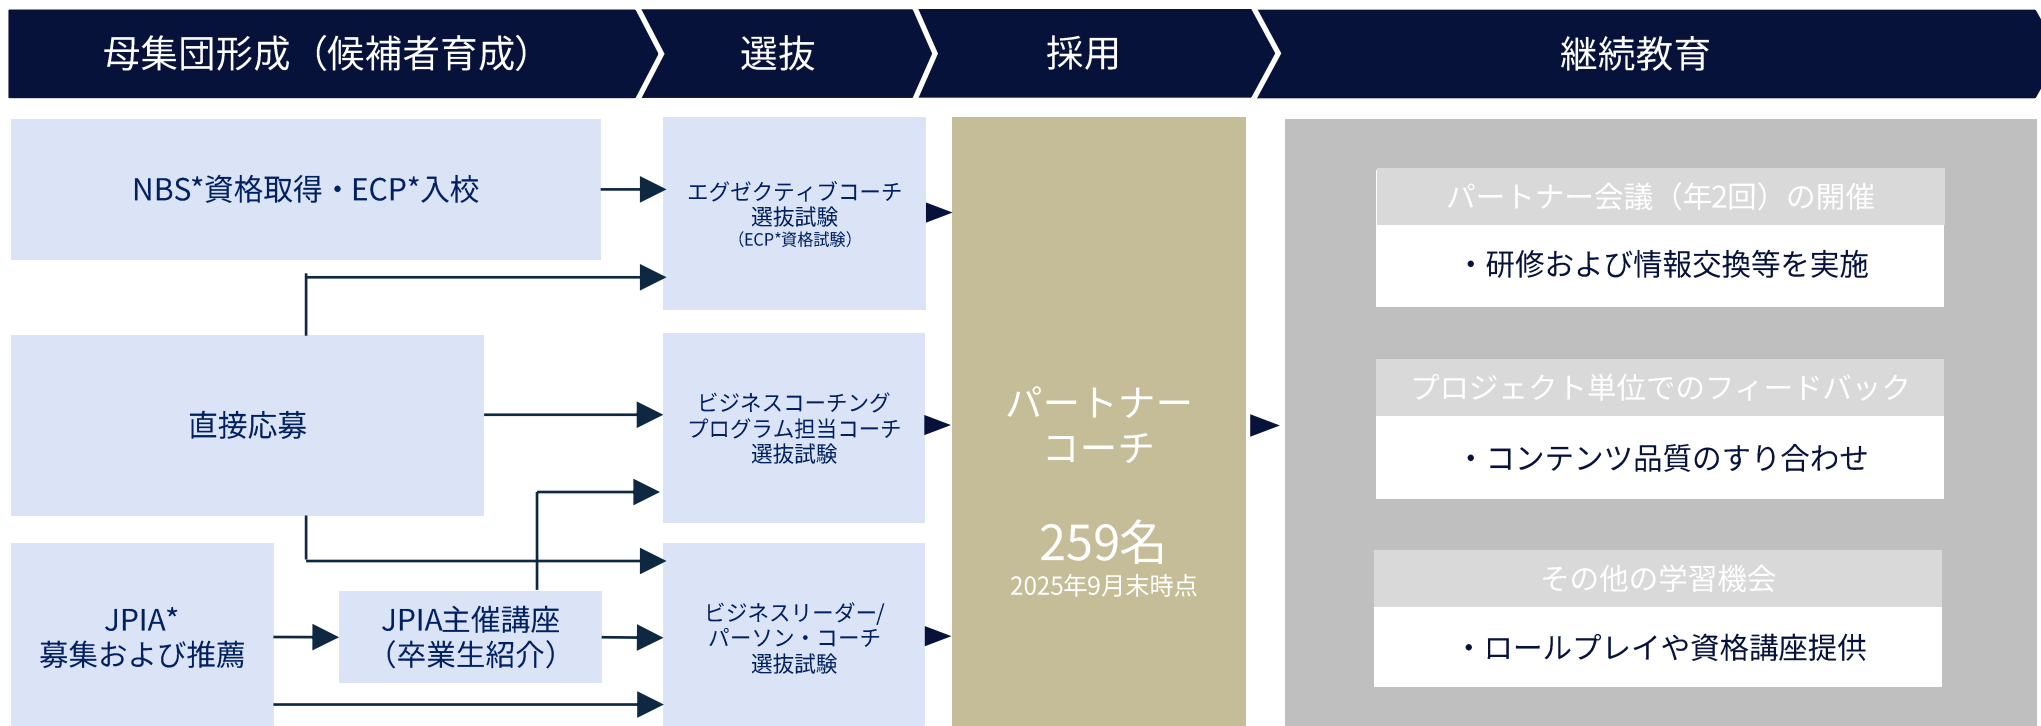 母集団形成（候補者育成）
選抜
採用
継続教育
NBS*資格取得・ECP*入校
直接応募
JPIA*
募集および推薦
JPIA主催講座
（卒業生紹介）
エグゼクティブコーチ
選抜試験
（ECP*資格試験）
ビジネスコーチング
プログラム担当コーチ
選抜試験
ビジネスリーダー/
パーソン・コーチ
選抜試験
パートナー
コーチ
259名
2025年9月末時点
パートナー会議（年2回）の開催
・研修および情報交換等を実施
プロジェクト単位でのフィードバック
・コンテンツ品質のすり合わせ
その他の学習機会
・ロールプレイや資格講座提供